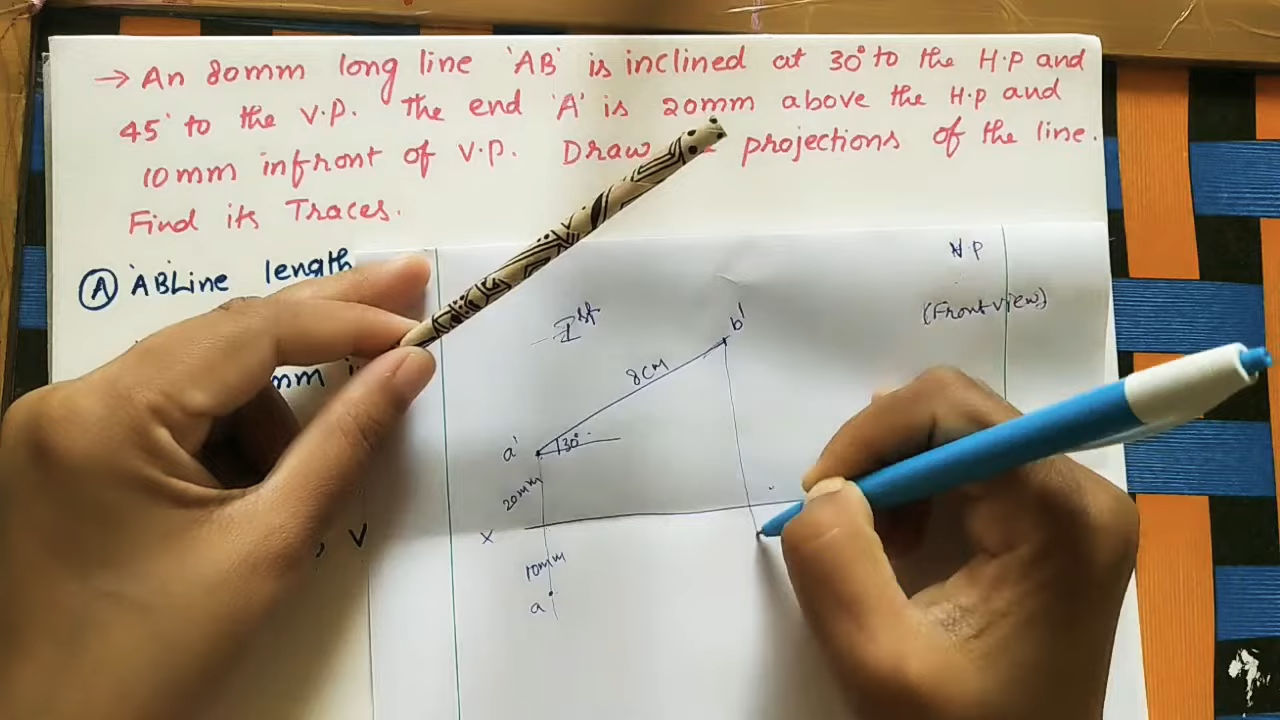 → An 80mm long line 'AB' is inclined at 30° to the H.P and
45° to the V.P. The end 'A' is 20mm above the H.P and
10mm infront of V.P. Draw projections of the line.
Find its Traces.
(A) 'AB' Line length
mm
V.P
(Front view)
Ist
b'
8cm
a'
30°
20mm
X
, V
10mm
a